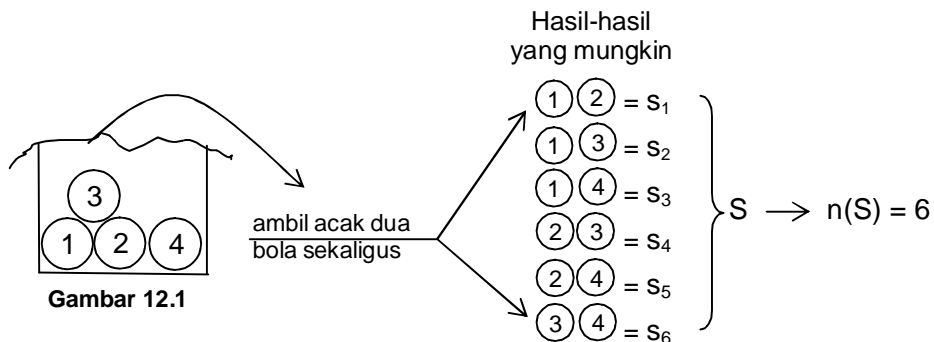 Hasil-hasil
yang mungkin
1 2 = s₁
1 3 = s₂
1 4 = s₃
2 3 = s₄
2 4 = s₅
3 4 = s₆
S → n(S) = 6
3
1 2 4
ambil acak dua
bola sekaligus
Gambar 12.1